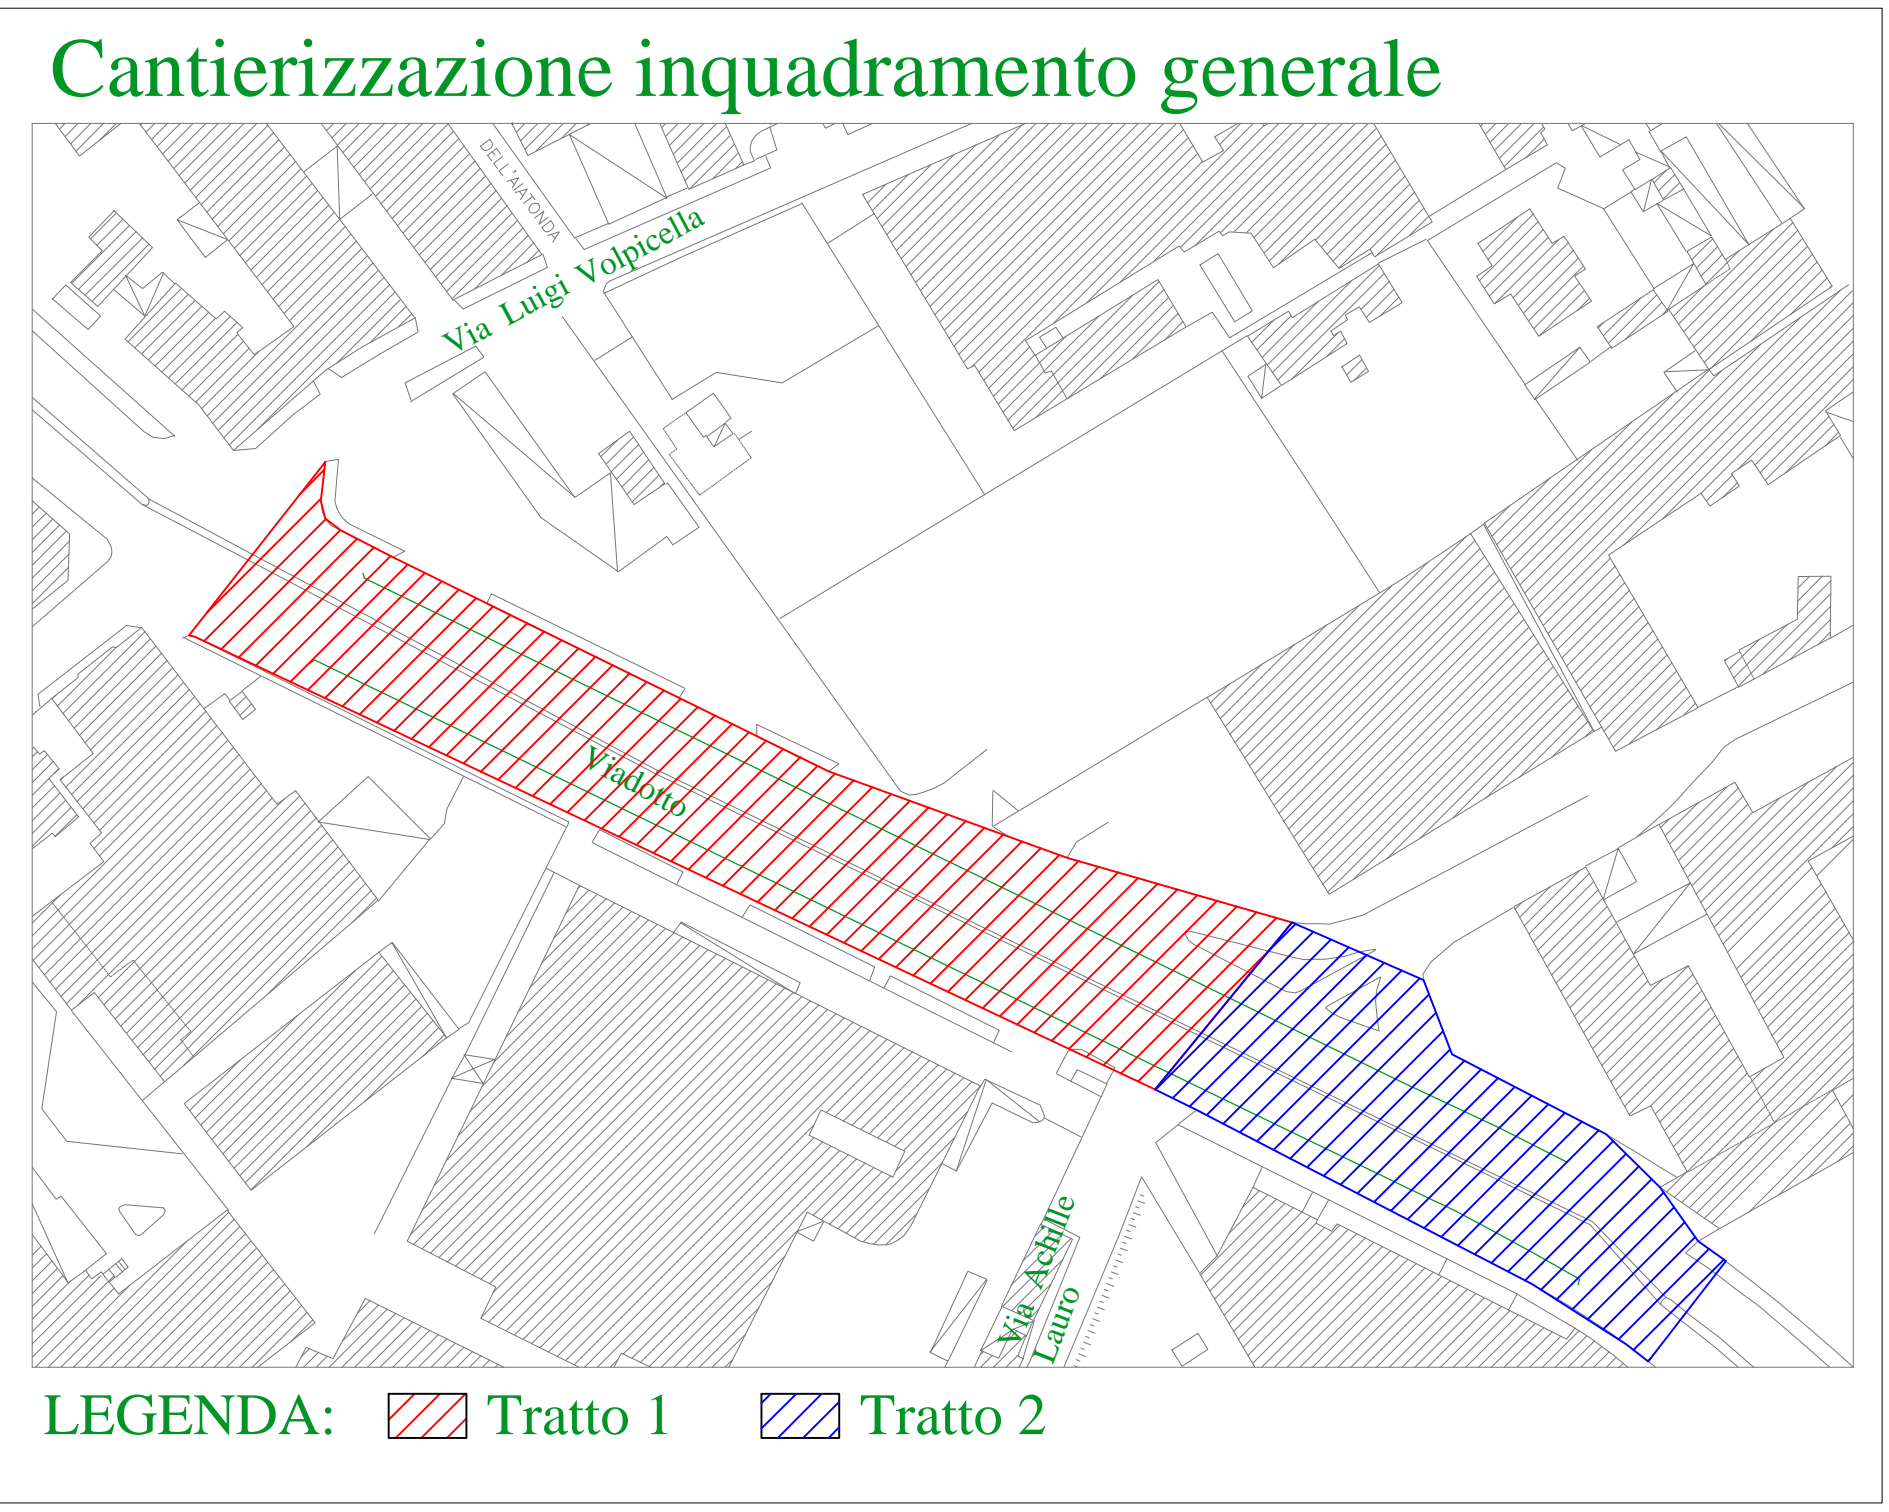 Cantierizzazione inquadramento generale
DELL'AIATONDA
Via Luigi Volpicella
Viadotto
Via Achille
Lauro
LEGENDA: Tratto 1 Tratto 2